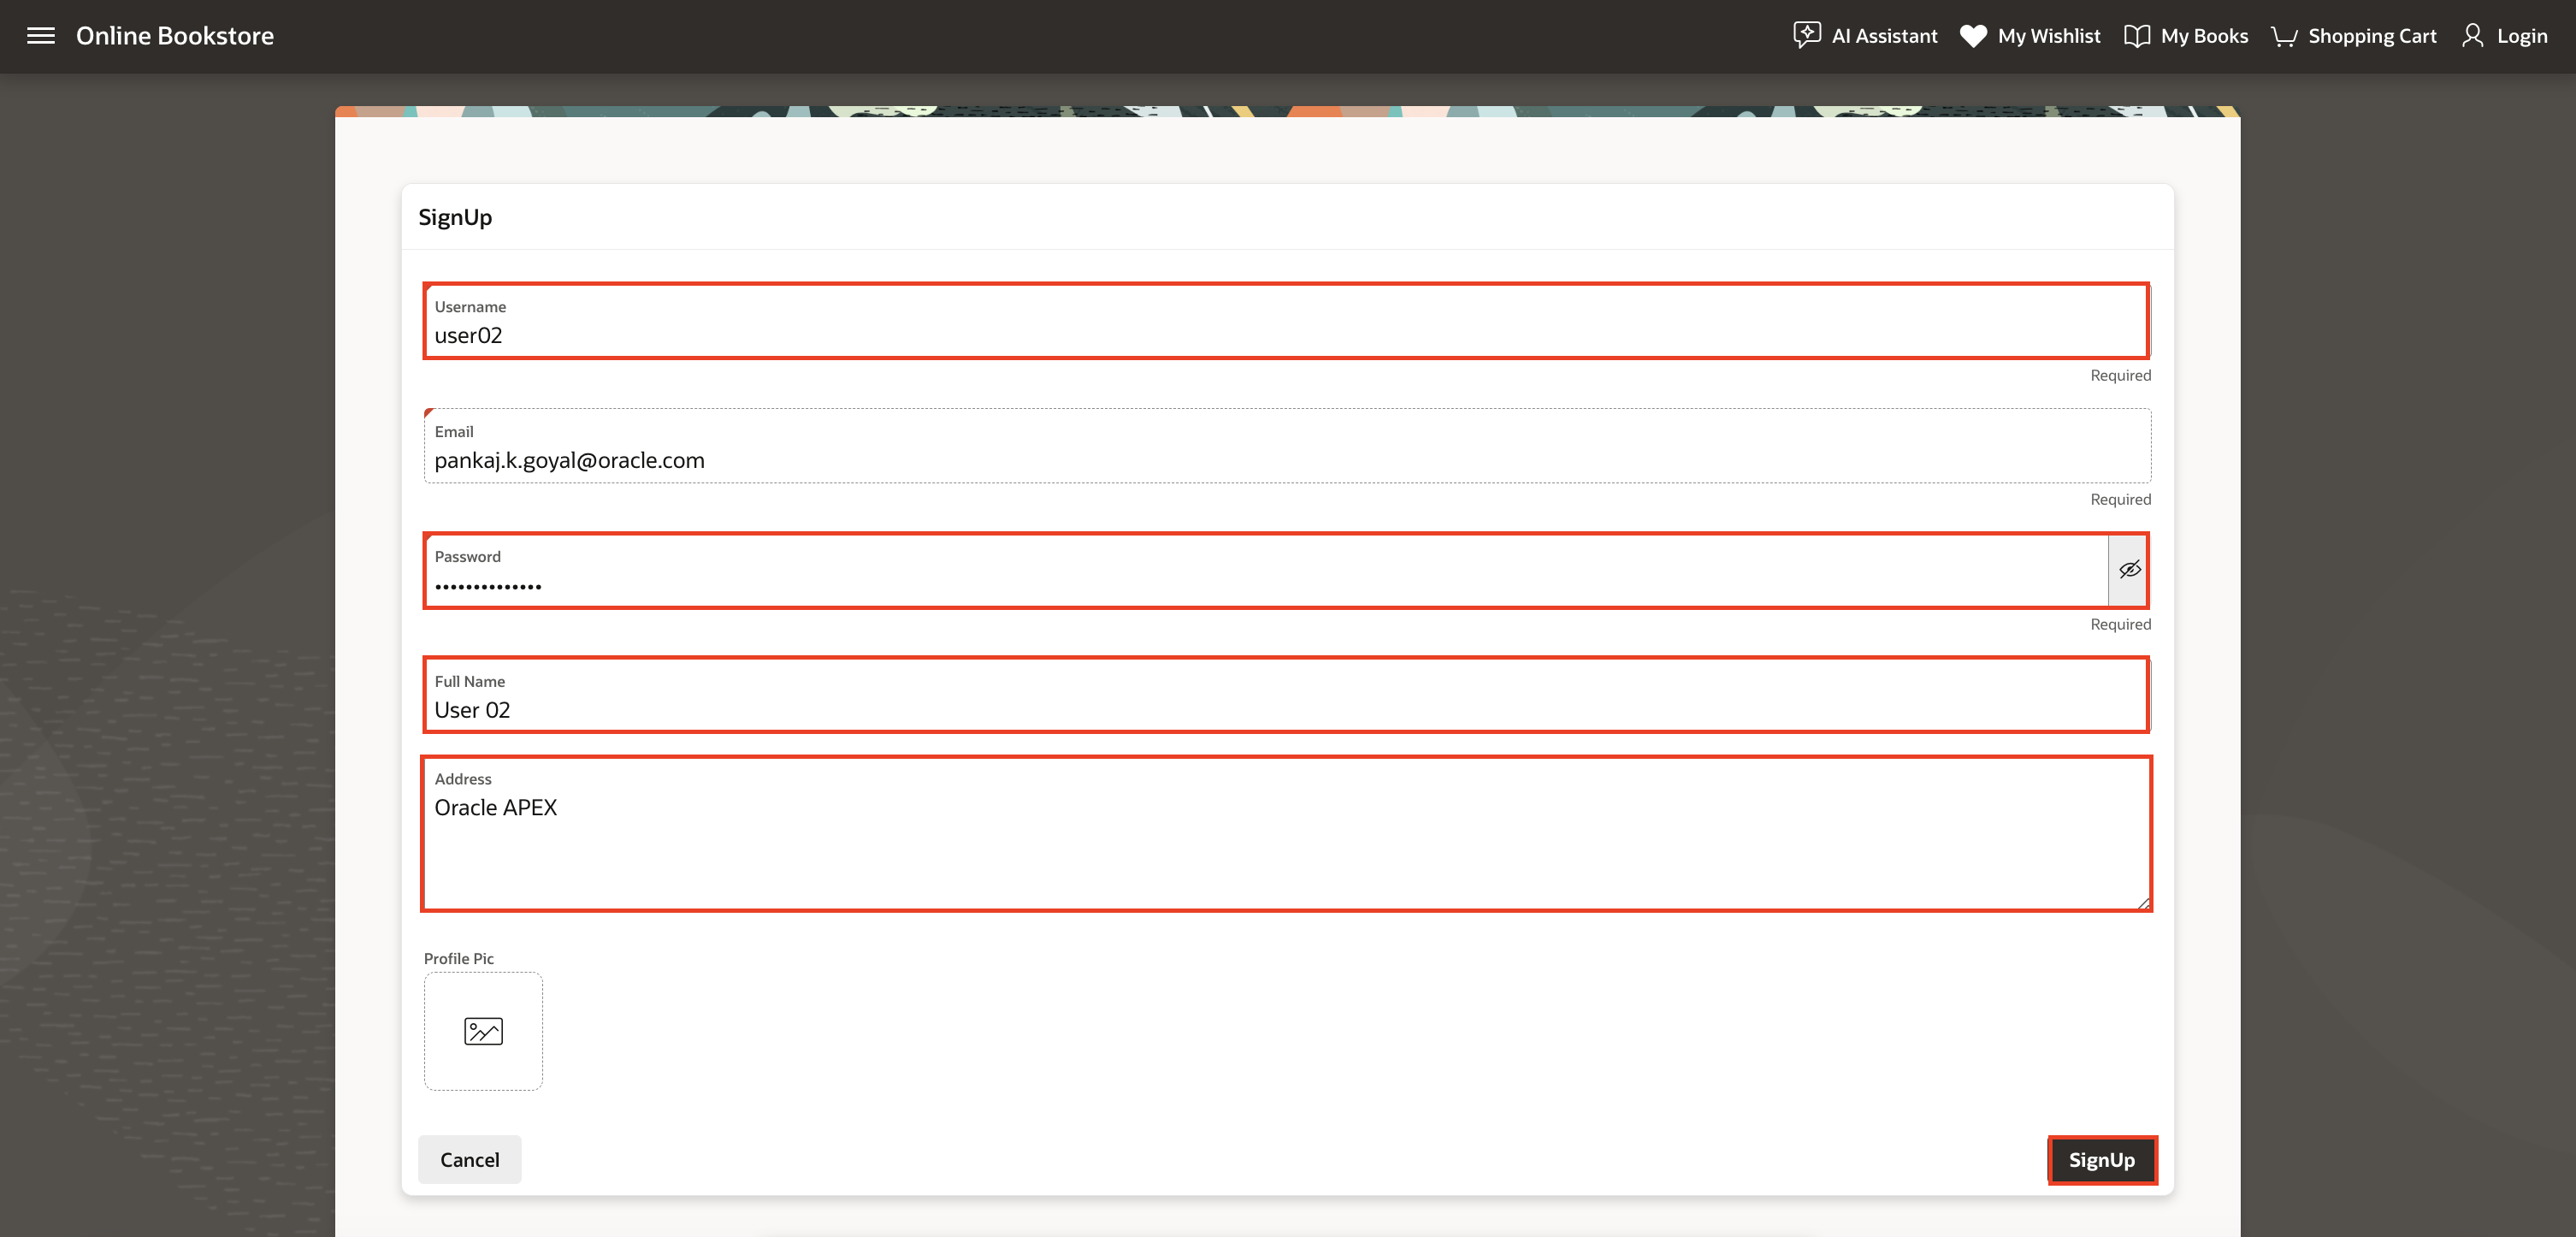 Online Bookstore
AI Assistant
My Wishlist
My Books
Shopping Cart
Login
SignUp
Username
user02
Required
Email
pankaj.k.goyal@oracle.com
Required
Password
••••••••••••••
Required
Full Name
User 02
Address
Oracle APEX
Profile Pic
Cancel
SignUp